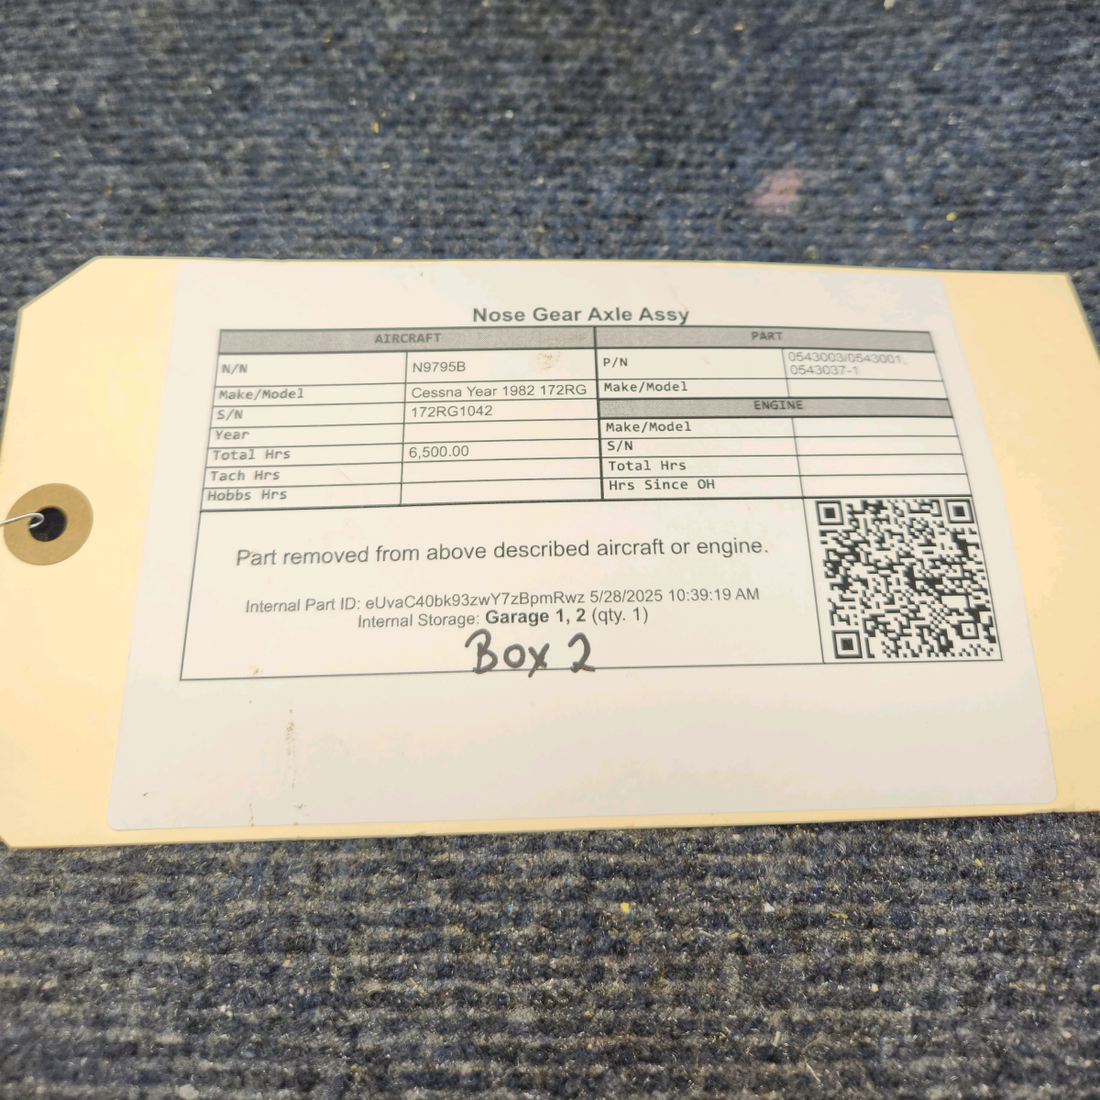 Nose Gear Axle Assy
AIRCRAFT
N/N N9795B
Make/Model Cessna Year 1982 172RG
S/N 172RG1042
Year
Total Hrs 6,500.00
Tach Hrs
Hobbs Hrs
PART
P/N 0543003/0543001,
0543037-1
Make/Model
ENGINE
Make/Model
S/N
Total Hrs
Hrs Since OH
Part removed from above described aircraft or engine.
Internal Part ID: eUvaC40bk93zwY7zBpmRwz 5/28/2025 10:39:19 AM
Internal Storage: Garage 1, 2 (qty. 1)
Box 2